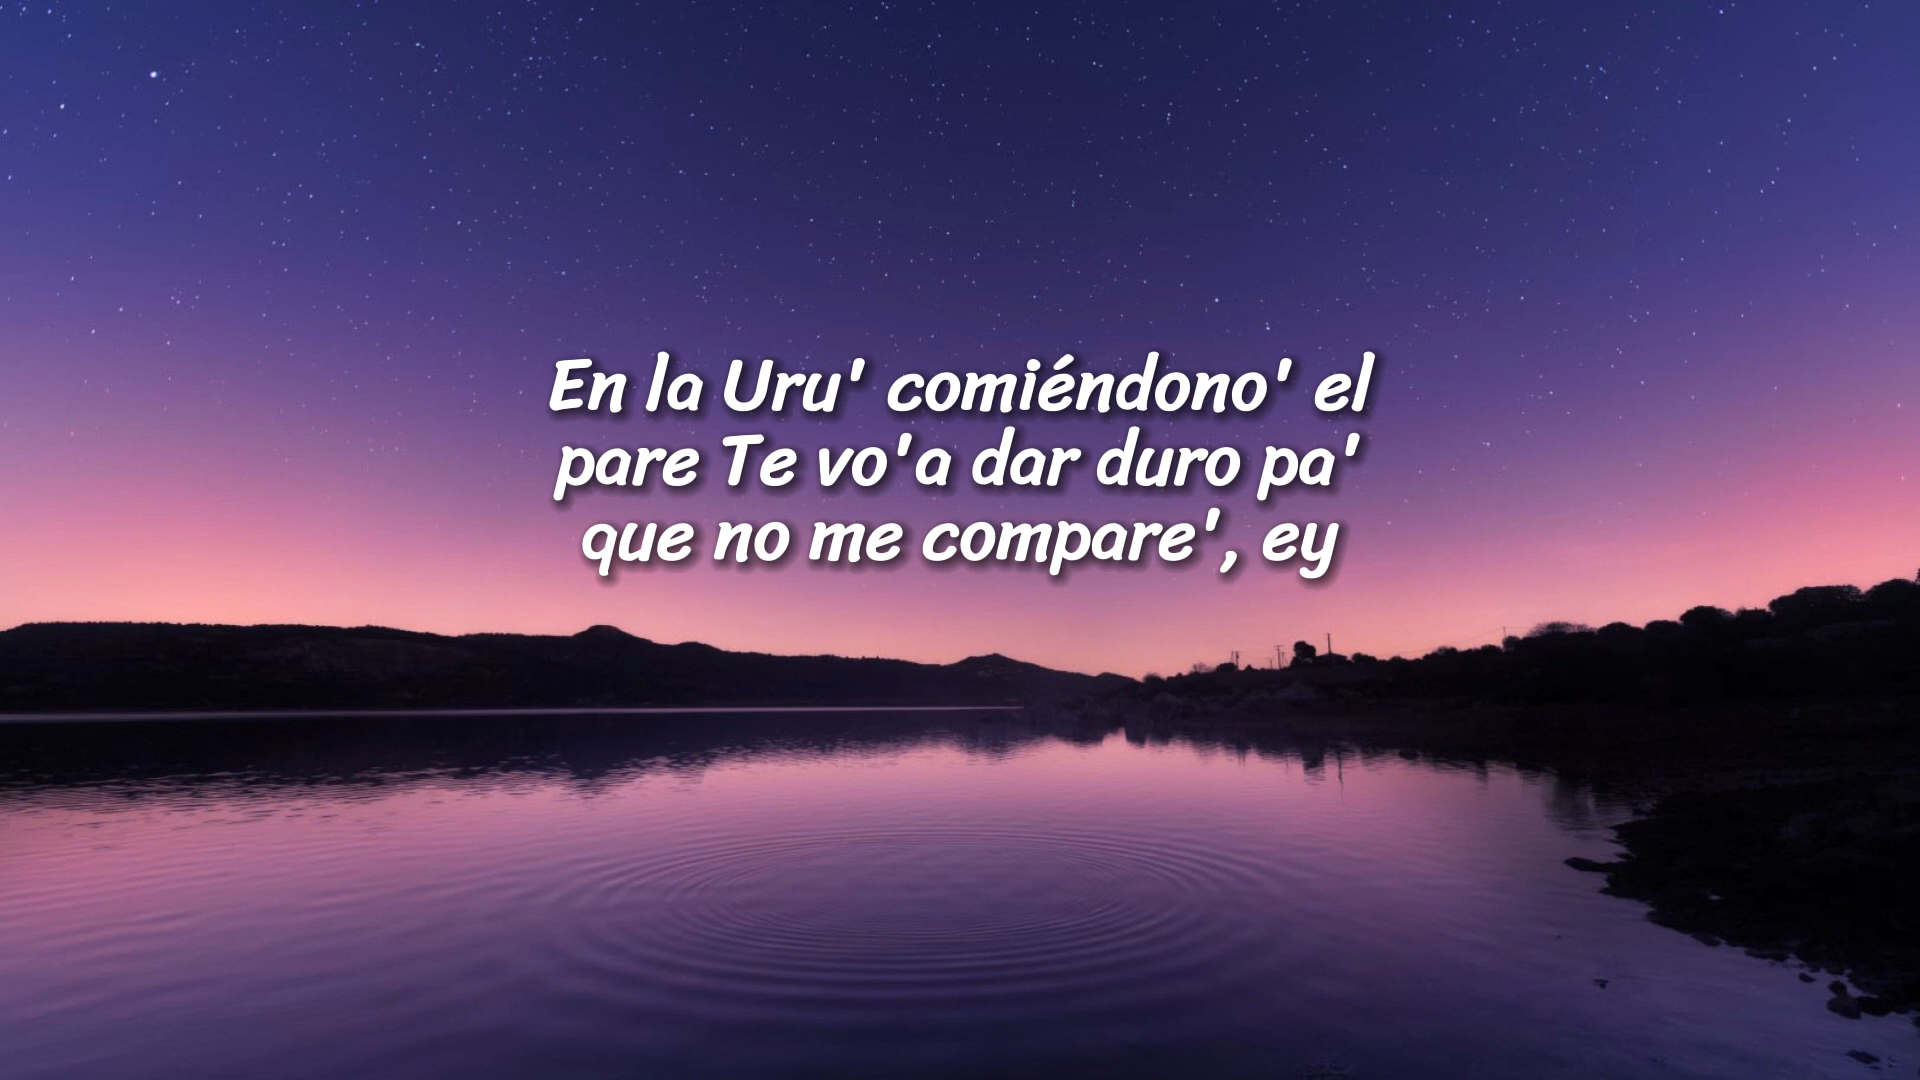 En la Uru' comiéndono' el
pare Te vo'a dar duro pa'
que no me compare', ey